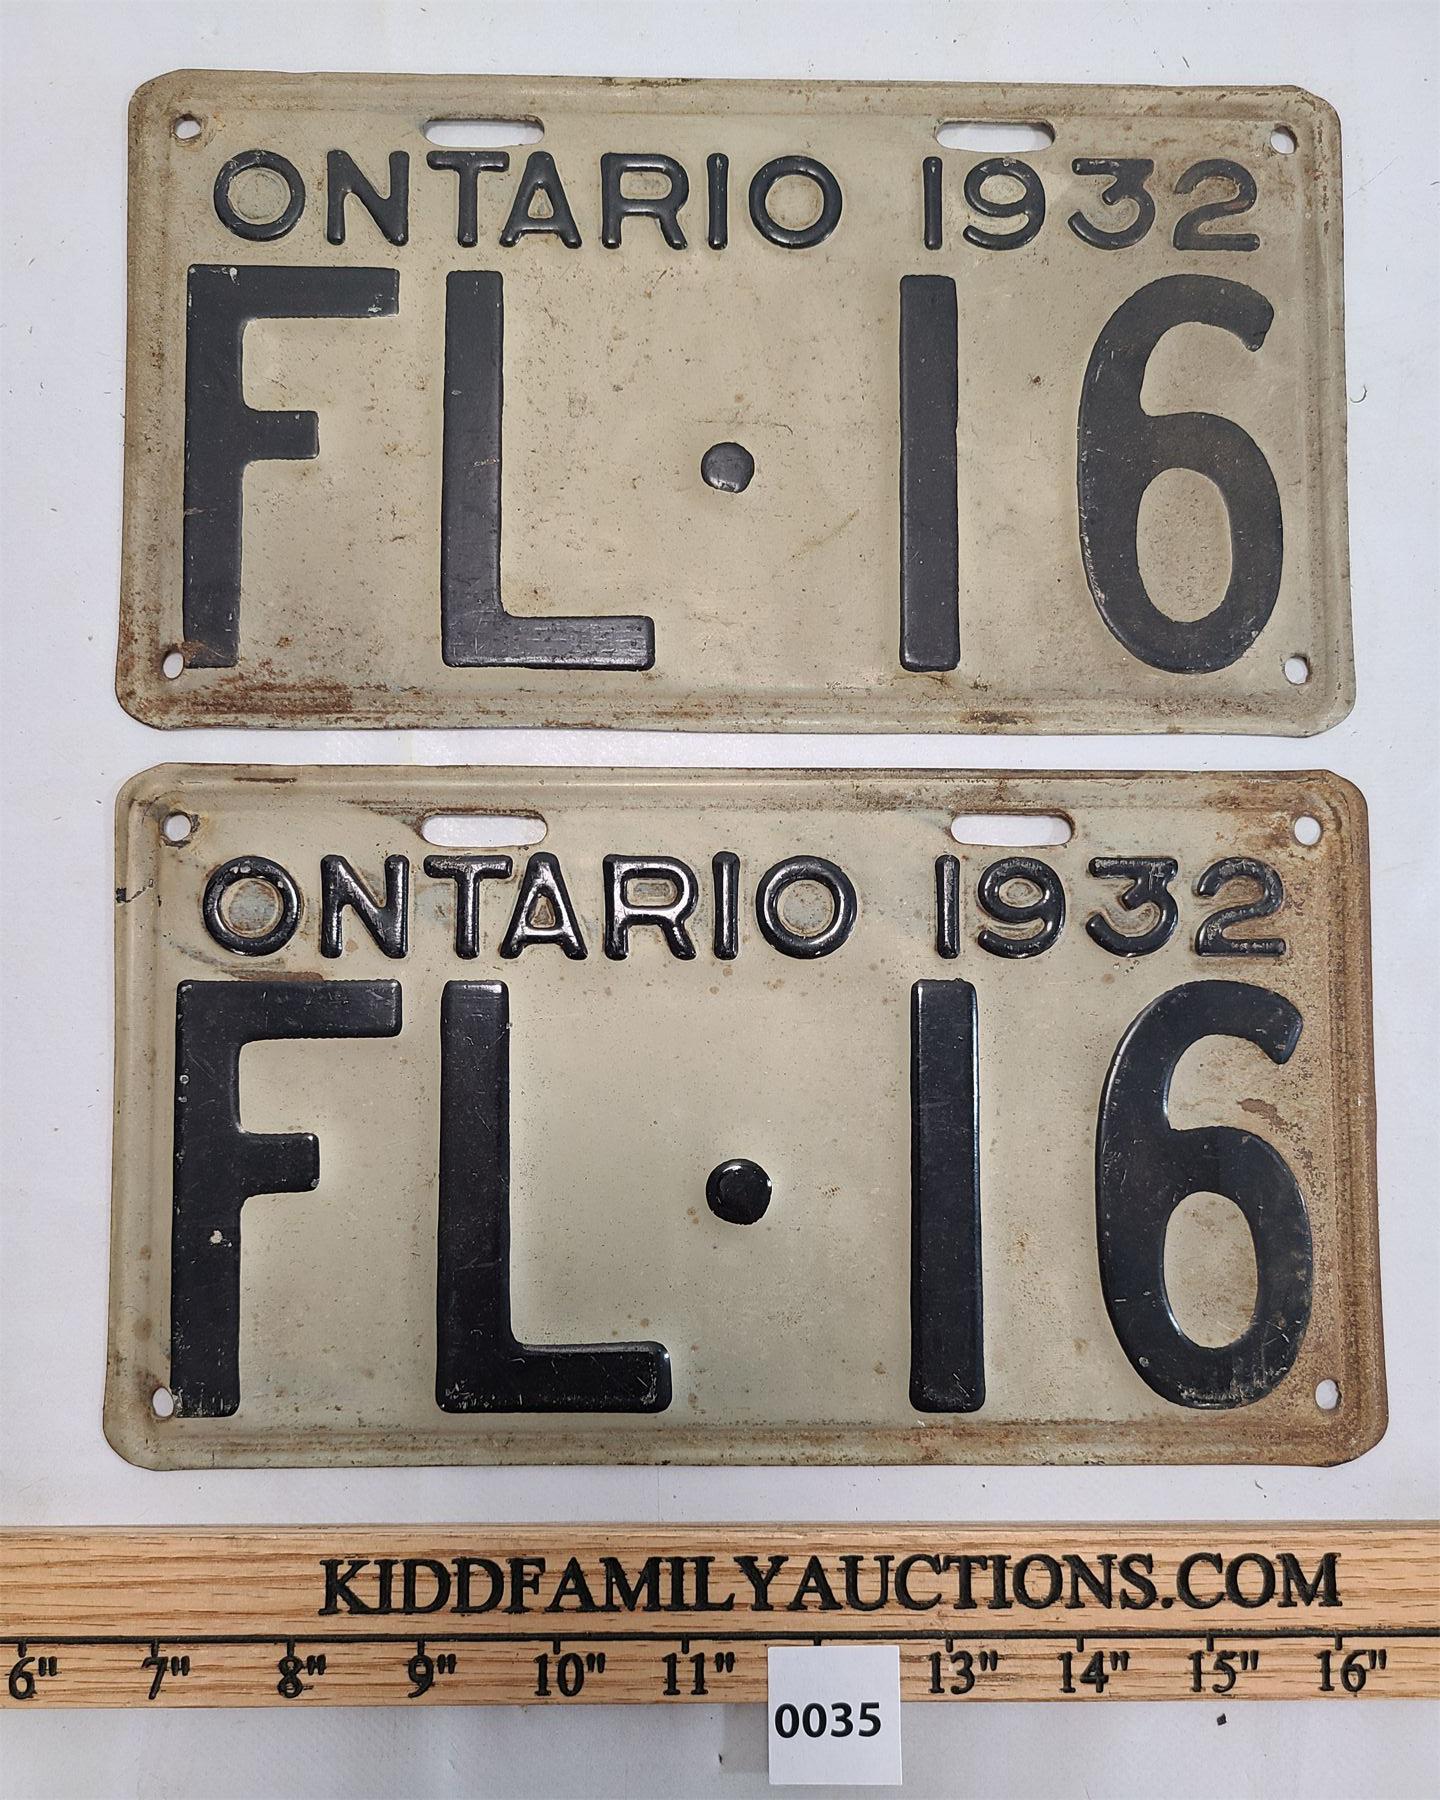 ONTARIO 1932
FL·16
ONTARIO 1932
FL·16
KIDDFAMILYAUCTIONS.COM
6" 7" 8" 9" 10" 11" 13" 14" 15" 16"
0035